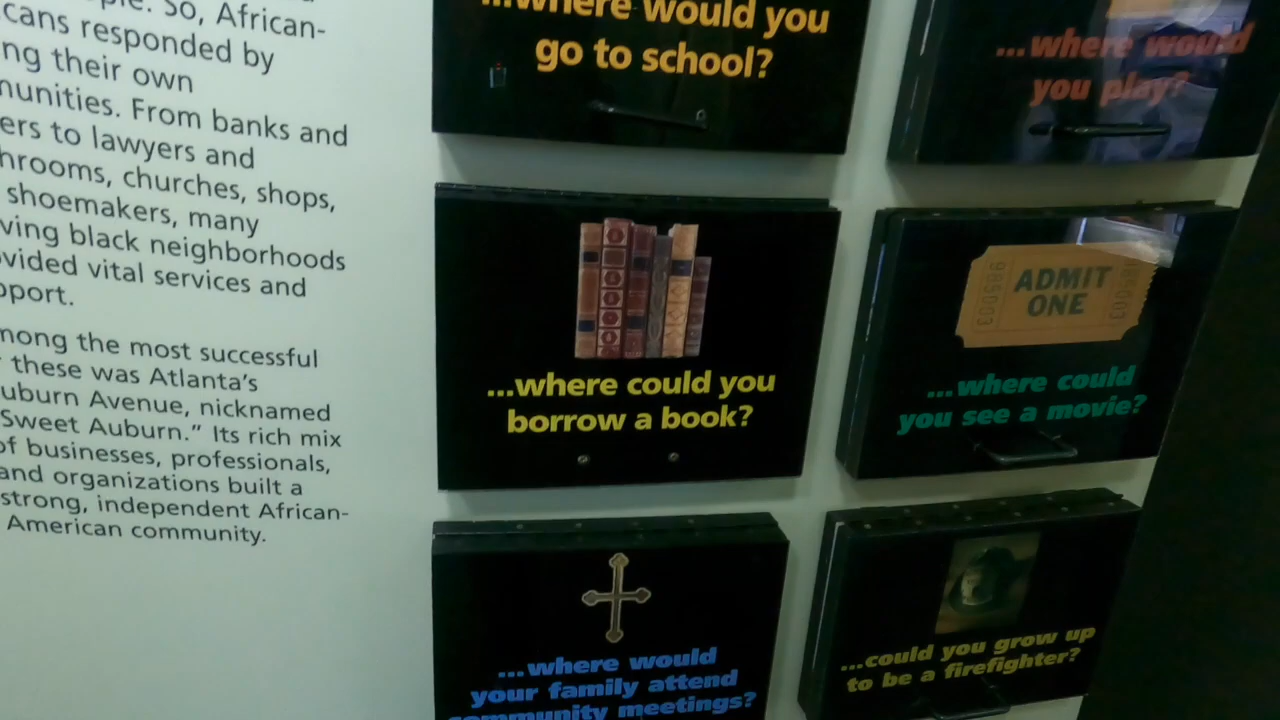 So, African-
cans responded by
ng their own
munities. From banks and
ers to lawyers and
hrooms, churches, shops,
shoemakers, many
ving black neighborhoods
ovided vital services and
pport.
mong the most successful
these was Atlanta's
uburn Avenue, nicknamed
Sweet Auburn." Its rich mix
of businesses, professionals,
and organizations built a
strong, independent African-
American community.
...where would you
go to school?
...where would
you play?
...where could you
borrow a book?
ADMIT
ONE
...where could
you see a movie?
...where would
your family attend
community meetings?
...could you grow up
to be a firefighter?